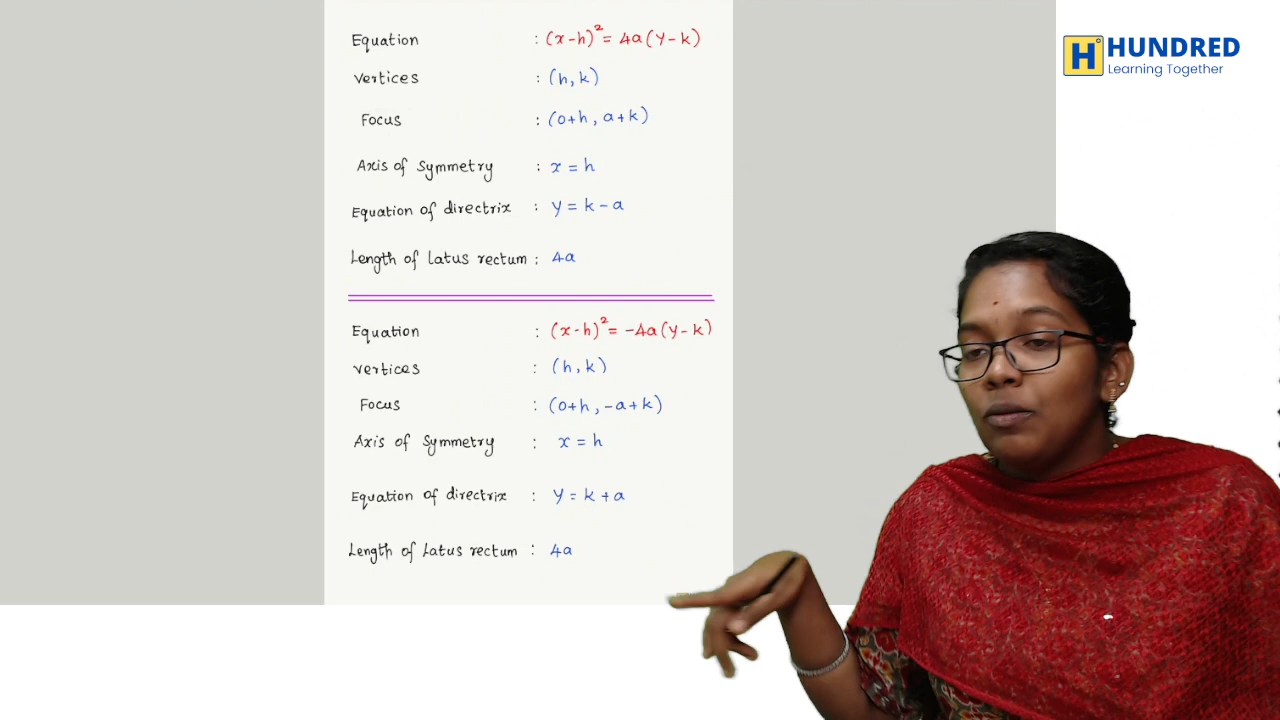 Equation : (x-h)²= 4a(y-k)
vertices : (h, k)
Focus : (0+h, a+k)
Axis of symmetry : x = h
Equation of directrix : y = k - a
Length of latus rectum : 4a
Equation : (x-h)²= -4a(y-k)
vertices : (h, k)
Focus : (0+h, -a+k)
Axis of symmetry : x = h
Equation of directrix : y = k + a
Length of latus rectum : 4a
H HUNDRED
Learning Together